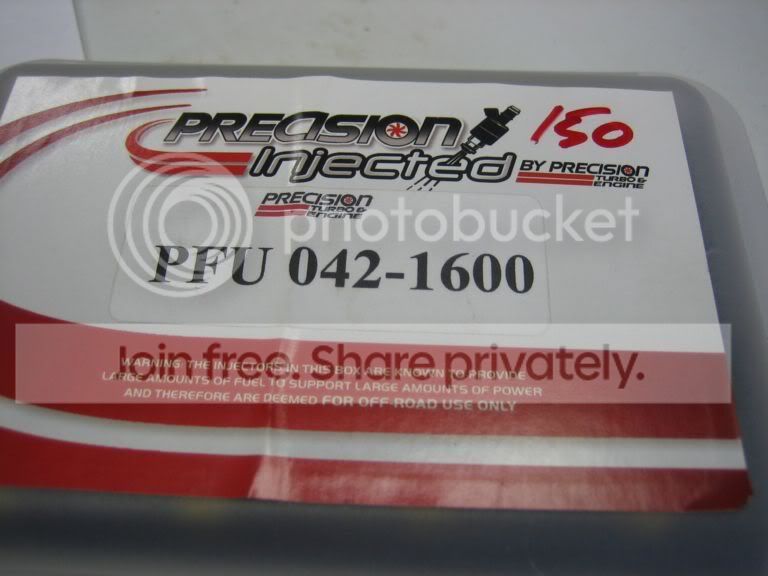 PRECISION
Injected
150
BY PRECISION
TURBO &
ENGINE
PRECISION
TURBO &
ENGINE
photobucket
PFU 042-1600
Join free. Share privately.
WARNING: THE INJECTORS IN THIS BOX ARE KNOWN TO PROVIDE
LARGE AMOUNTS OF FUEL TO SUPPORT LARGE AMOUNTS OF POWER
AND THEREFORE ARE DEEMED FOR OFF ROAD USE ONLY